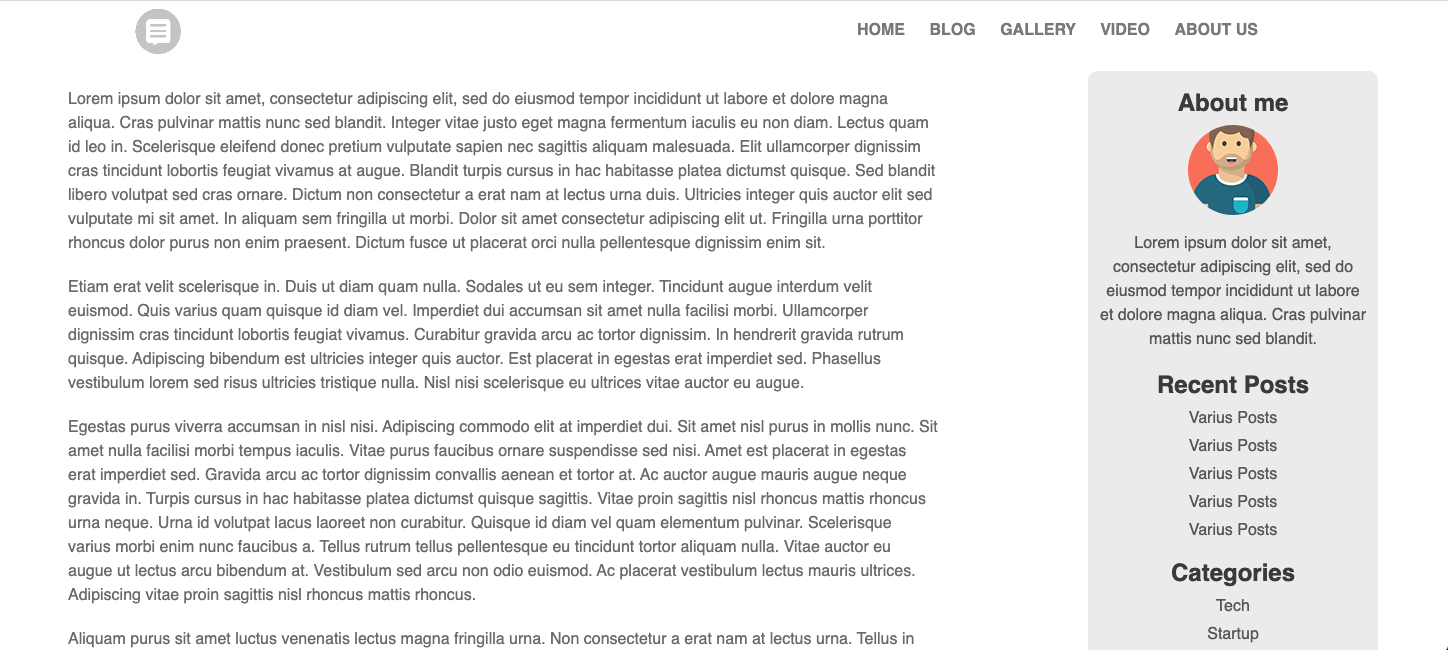 HOME BLOG GALLERY VIDEO ABOUT US
Lorem ipsum dolor sit amet, consectetur adipiscing elit, sed do eiusmod tempor incididunt ut labore et dolore magna
aliqua. Cras pulvinar mattis nunc sed blandit. Integer vitae justo eget magna fermentum iaculis eu non diam. Lectus quam
id leo in. Scelerisque eleifend donec pretium vulputate sapien nec sagittis aliquam malesuada. Elit ullamcorper dignissim
cras tincidunt lobortis feugiat vivamus at augue. Blandit turpis cursus in hac habitasse platea dictumst quisque. Sed blandit
libero volutpat sed cras ornare. Dictum non consectetur a erat nam at lectus urna duis. Ultricies integer quis auctor elit sed
vulputate mi sit amet. In aliquam sem fringilla ut morbi. Dolor sit amet consectetur adipiscing elit ut. Fringilla urna porttitor
rhoncus dolor purus non enim praesent. Dictum fusce ut placerat orci nulla pellentesque dignissim enim sit.
Etiam erat velit scelerisque in. Duis ut diam quam nulla. Sodales ut eu sem integer. Tincidunt augue interdum velit
euismod. Quis varius quam quisque id diam vel. Imperdiet dui accumsan sit amet nulla facilisi morbi. Ullamcorper
dignissim cras tincidunt lobortis feugiat vivamus. Curabitur gravida arcu ac tortor dignissim. In hendrerit gravida rutrum
quisque. Adipiscing bibendum est ultricies integer quis auctor. Est placerat in egestas erat imperdiet sed. Phasellus
vestibulum lorem sed risus ultricies tristique nulla. Nisl nisi scelerisque eu ultrices vitae auctor eu augue.
Egestas purus viverra accumsan in nisl nisi. Adipiscing commodo elit at imperdiet dui. Sit amet nisl purus in mollis nunc. Sit
amet nulla facilisi morbi tempus iaculis. Vitae purus faucibus ornare suspendisse sed nisi. Amet est placerat in egestas
erat imperdiet sed. Gravida arcu ac tortor dignissim convallis aenean et tortor at. Ac auctor augue mauris augue neque
gravida in. Turpis cursus in hac habitasse platea dictumst quisque sagittis. Vitae proin sagittis nisl rhoncus mattis rhoncus
urna neque. Urna id volutpat lacus laoreet non curabitur. Quisque id diam vel quam elementum pulvinar. Scelerisque
varius morbi enim nunc faucibus a. Tellus rutrum tellus pellentesque eu tincidunt tortor aliquam nulla. Vitae auctor eu
augue ut lectus arcu bibendum at. Vestibulum sed arcu non odio euismod. Ac placerat vestibulum lectus mauris ultrices.
Adipiscing vitae proin sagittis nisl rhoncus mattis rhoncus.
Aliquam purus sit amet luctus venenatis lectus magna fringilla urna. Non consectetur a erat nam at lectus urna. Tellus in
About me
Lorem ipsum dolor sit amet,
consectetur adipiscing elit, sed do
eiusmod tempor incididunt ut labore
et dolore magna aliqua. Cras pulvinar
mattis nunc sed blandit.
Recent Posts
Varius Posts
Varius Posts
Varius Posts
Varius Posts
Varius Posts
Categories
Tech
Startup